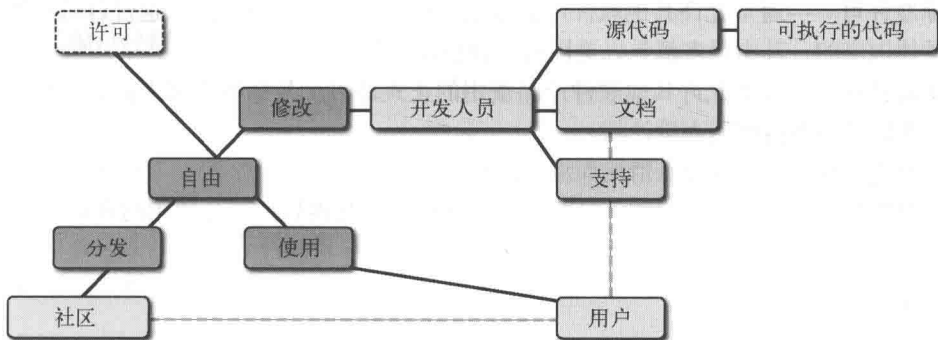 许可
源代码
可执行的代码
修改
开发人员
文档
自由
支持
分发
使用
社区
用户